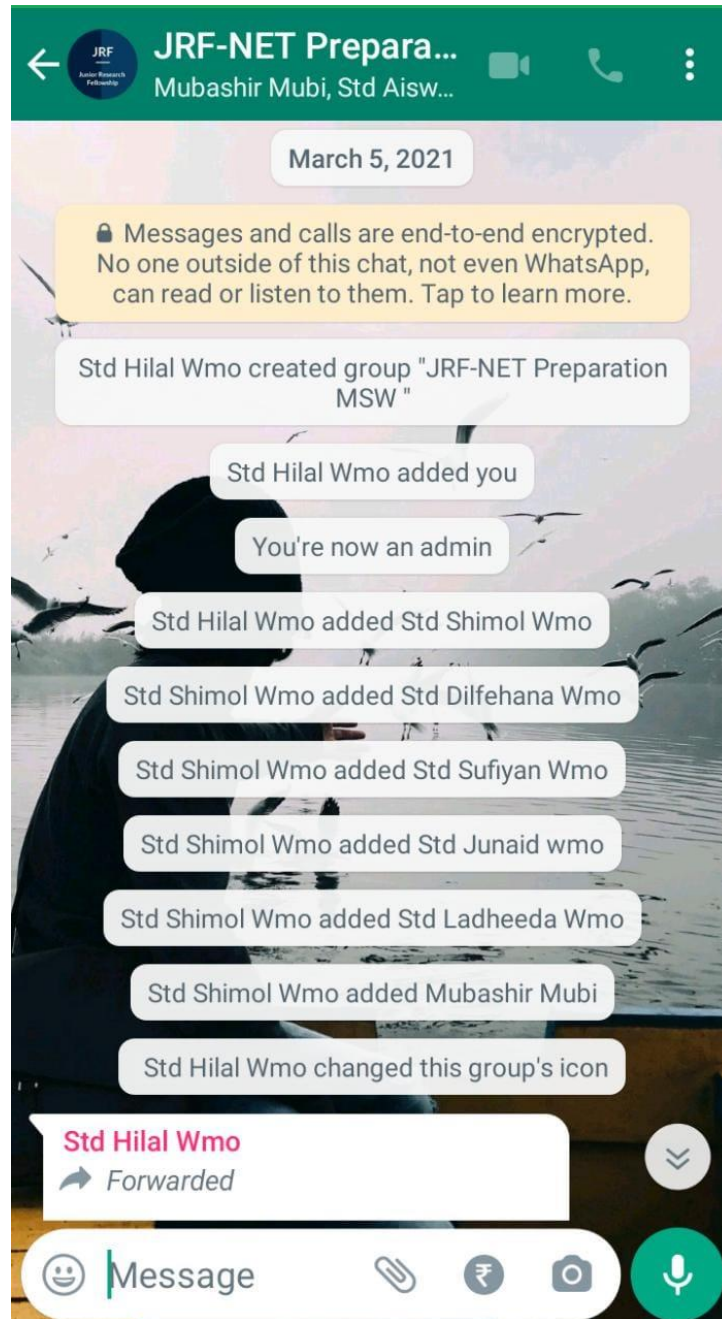 JRF
Junior Research
Fellowship
JRF-NET Prepara...
Mubashir Mubi, Std Aisw...
March 5, 2021
Messages and calls are end-to-end encrypted.
No one outside of this chat, not even WhatsApp,
can read or listen to them. Tap to learn more.
Std Hilal Wmo created group "JRF-NET Preparation
MSW "
Std Hilal Wmo added you
You're now an admin
Std Hilal Wmo added Std Shimol Wmo
Std Shimol Wmo added Std Dilfehana Wmo
Std Shimol Wmo added Std Sufiyan Wmo
Std Shimol Wmo added Std Junaid wmo
Std Shimol Wmo added Std Ladheeda Wmo
Std Shimol Wmo added Mubashir Mubi
Std Hilal Wmo changed this group's icon
Std Hilal Wmo
Forwarded
Message
₹